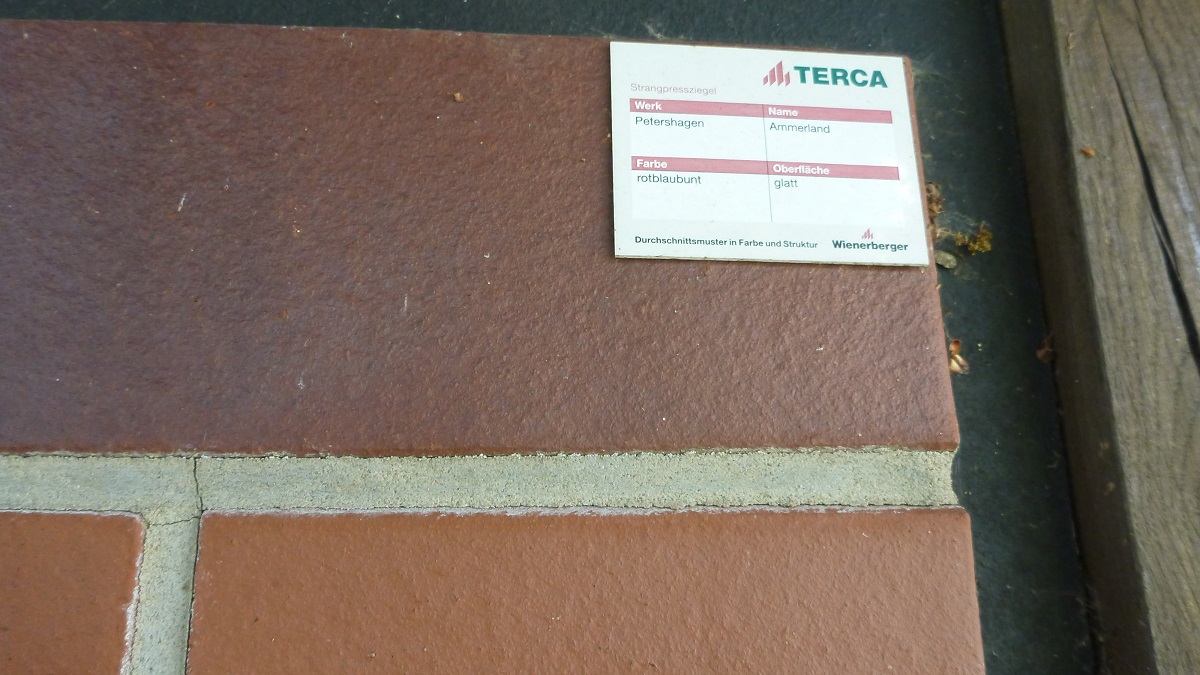 TERCA
Strangpressziegel
Werk Name
Petershagen Ammerland
Farbe Oberfläche
rotblaubunt glatt
Durchschnittsmuster in Farbe und Struktur Wienerberger